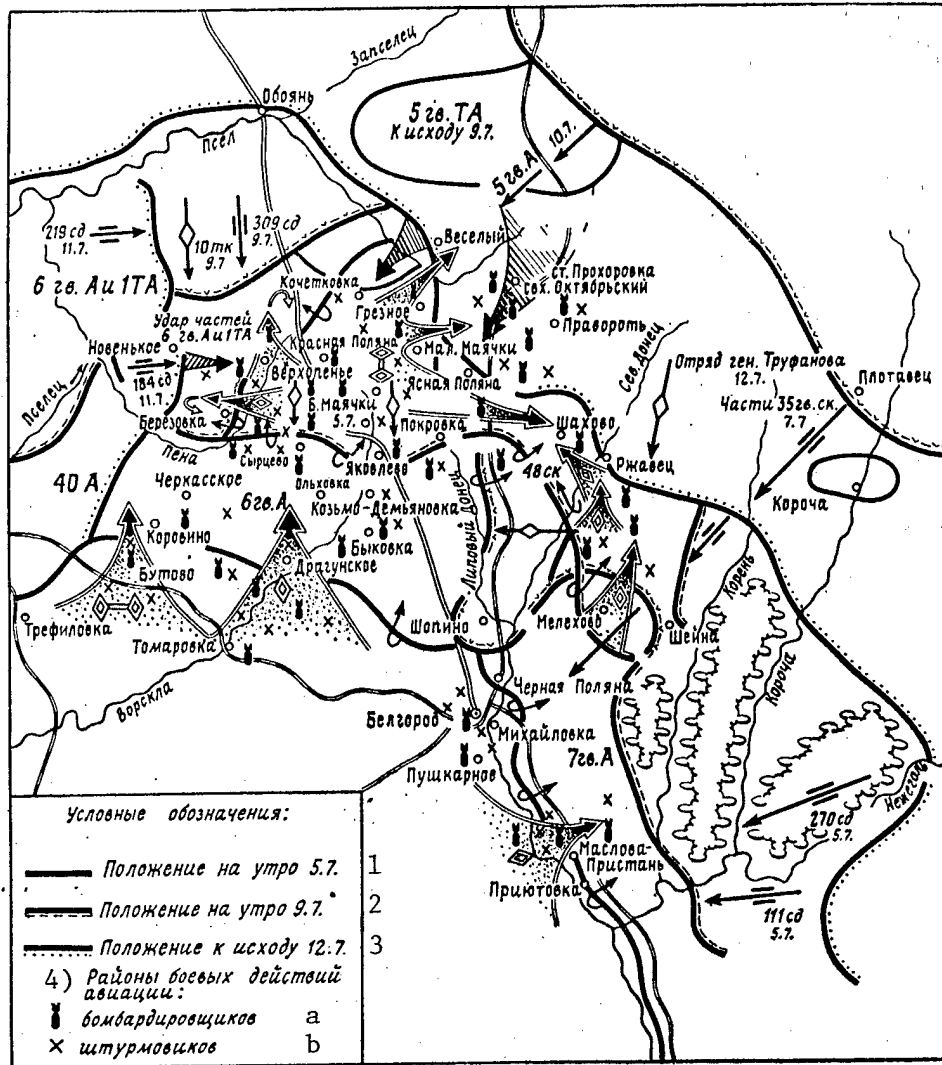 Запселец
Обоянь
Псел
5 гв. ТА
К исходу 9.7.
10.7.
5 гв. А
219 сд
11.7.
10 тк
9.7
309 сд
9.7.
Веселый
6 гв. А и 1 ТА
Кочетковка
ст. Прохоровка
свх. Октябрьский
Грезное
Правороть
Удар частей
6 гв. А и 1 ТА
Красная Поляна
Новенькое
Верхопенье
Мал. Маячки
Сев. Донец
Отряд ген. Труфанова
12.7.
Плотавец
184 сд
11.7.
Ясная Поляна
Части 35 гв. ск.
7.7
Пселец
Б. Маячки
5.7.
Берёзовка
Покровка
Шахово
Пена
Сырцево
Яковлево
Ржавец
40 А
Черкасское
6 гв. А
Ольховка
48 ск
Короча
Козьмо-Демьяновка
Липовый Донец
Коровино
Быковка
Корень
Бутово
Драгунское
Трефиловка
Шопино
Мелехово
Шейна
Томаровка
Короча
Ворскла
Черная Поляна
Белгород
Михайловка
7 гв. А
Пушкарное
Нежеголь
270 сд
5.7.
Маслова-
Пристань
Приютовка
111 сд
5.7.
Условные обозначения:
Положение на утро 5.7. 1
Положение на утро 9.7. 2
Положение к исходу 12.7. 3
4) Районы боевых действий
авиации:
бомбардировщиков a
штурмовиков b